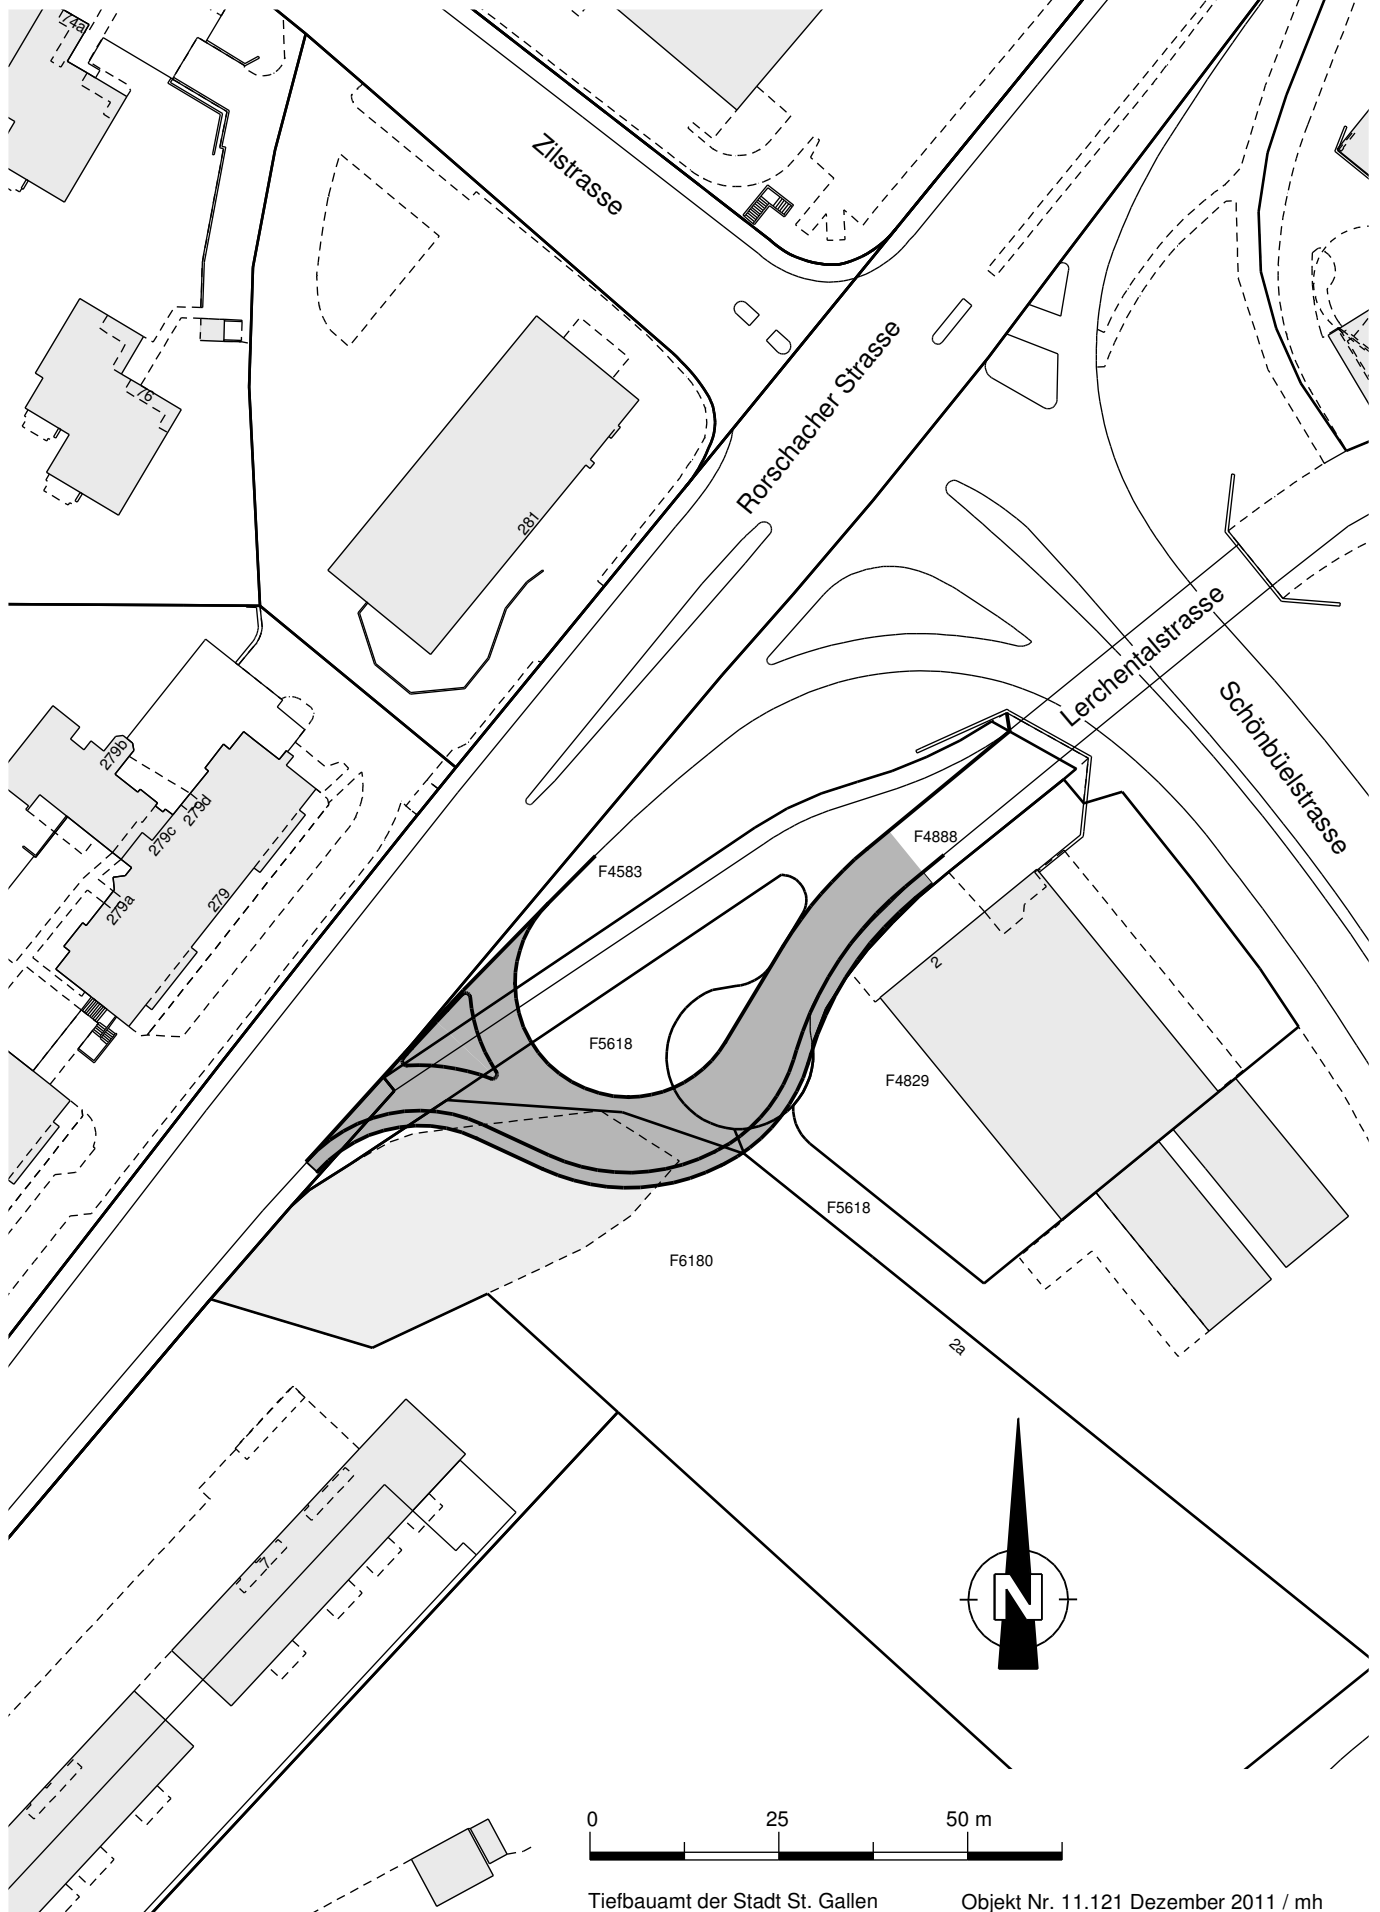 74a
Zilstrasse
Rorschacher Strasse
76
281
Lerchentalstrasse
Schönbüelstrasse
279b
279d
279c
279a
279
F4888
F4583
2
F5618
F4829
F5618
F6180
2a
7
N
0 25 50 m
Tiefbauamt der Stadt St. Gallen Objekt Nr. 11.121 Dezember 2011 / mh